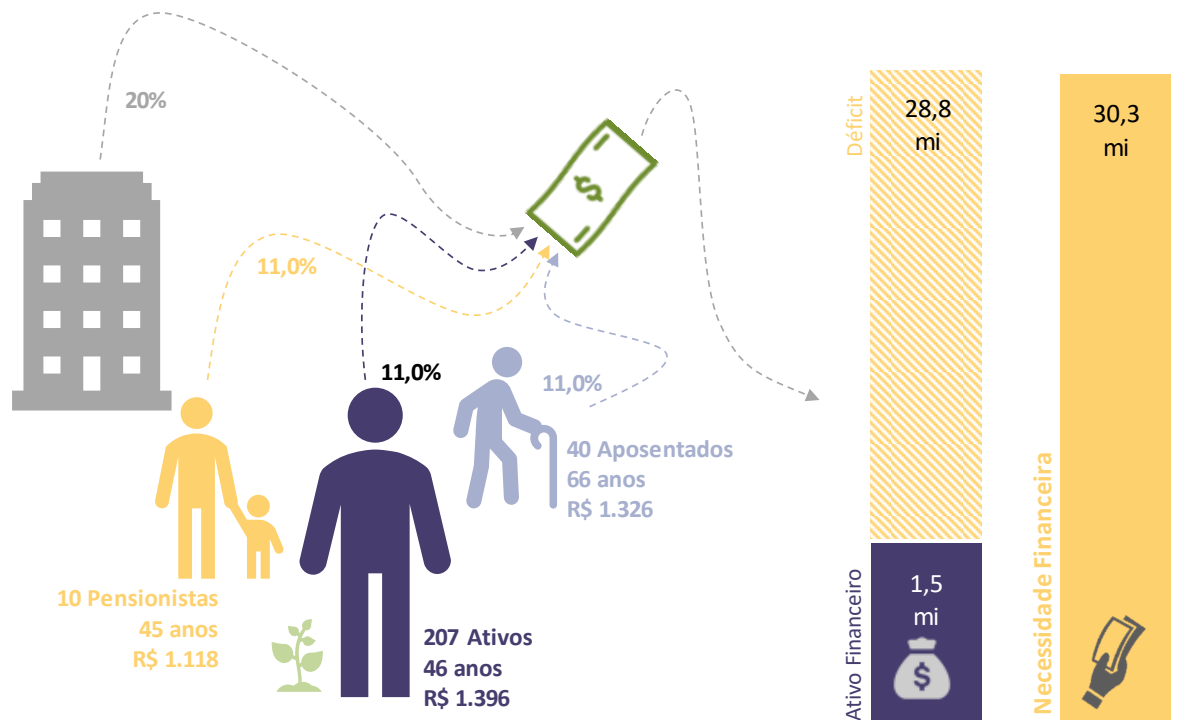 20%
11,0%
11,0%
11,0%
40 Aposentados
66 anos
R$ 1.326
10 Pensionistas
45 anos
R$ 1.118
207 Ativos
46 anos
R$ 1.396
$
Déficit
28,8
mi
Ativo Financeiro
1,5
mi
$
Necessidade Financeira
30,3
mi